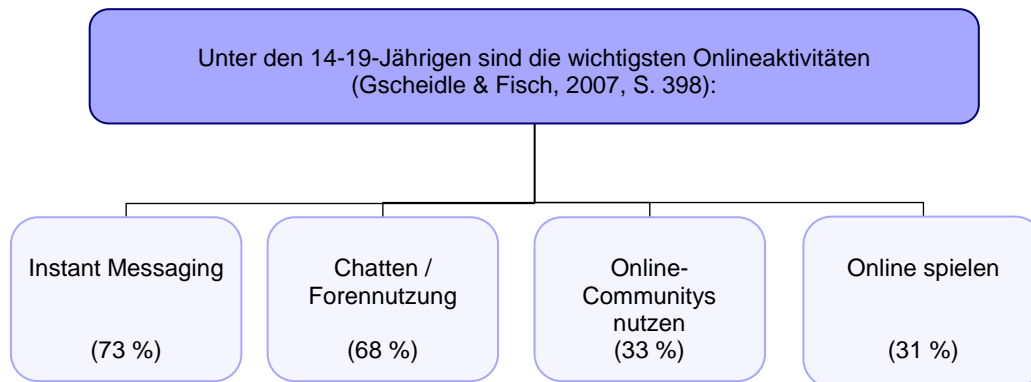 Unter den 14-19-Jährigen sind die wichtigsten Onlineaktivitäten
(Gscheidle & Fisch, 2007, S. 398):
Instant Messaging
(73 %)
Chatten /
Forennutzung
(68 %)
Online-
Communitys
nutzen
(33 %)
Online spielen
(31 %)